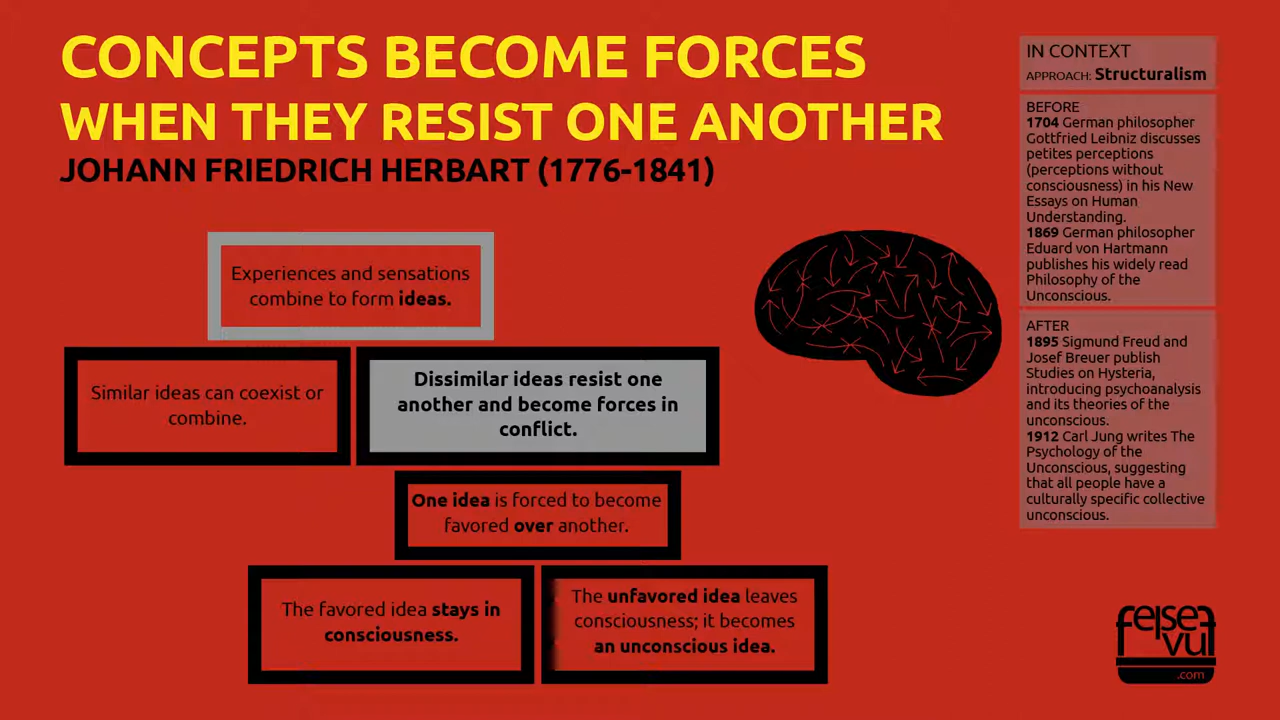 CONCEPTS BECOME FORCES
WHEN THEY RESIST ONE ANOTHER
JOHANN FRIEDRICH HERBART (1776-1841)
Experiences and sensations
combine to form ideas.
Similar ideas can coexist or
combine.
Dissimilar ideas resist one
another and become forces in
conflict.
One idea is forced to become
favored over another.
The favored idea stays in
consciousness.
The unfavored idea leaves
consciousness; it becomes
an unconscious idea.
IN CONTEXT
APPROACH: Structuralism
BEFORE
1704 German philosopher
Gottfried Leibniz discusses
petites perceptions
(perceptions without
consciousness) in his New
Essays on Human
Understanding.
1869 German philosopher
Eduard von Hartmann
publishes his widely read
Philosophy of the
Unconscious.
AFTER
1895 Sigmund Freud and
Josef Breuer publish
Studies on Hysteria,
introducing psychoanalysis
and its theories of the
unconscious.
1912 Carl Jung writes The
Psychology of the
Unconscious, suggesting
that all people have a
culturally specific collective
unconscious.
.com